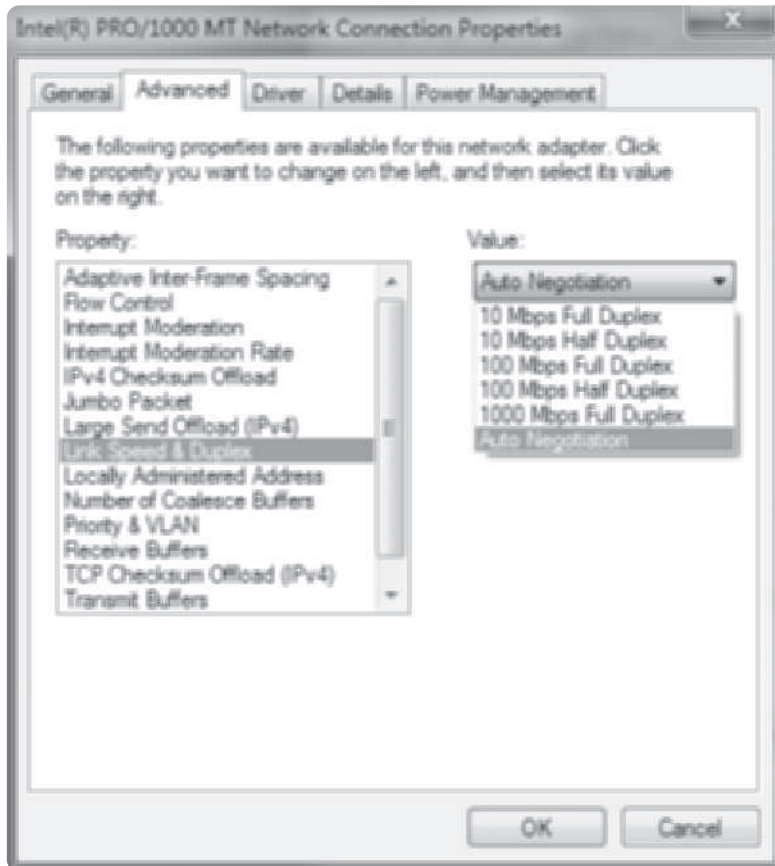 Intel(R) PRO/1000 MT Network Connection Properties
General
Advanced
Driver
Details
Power Management
The following properties are available for this network adapter. Click
the property you want to change on the left, and then select its value
on the right.
Property:
Value:
Adaptive Inter-Frame Spacing
Flow Control
Interrupt Moderation
Interrupt Moderation Rate
IPv4 Checksum Offload
Jumbo Packet
Large Send Offload (IPv4)
Link Speed & Duplex
Locally Administered Address
Number of Coalesce Buffers
Priority & VLAN
Receive Buffers
TCP Checksum Offload (IPv4)
Transmit Buffers
Auto Negotiation
10 Mbps Full Duplex
10 Mbps Half Duplex
100 Mbps Full Duplex
100 Mbps Half Duplex
1000 Mbps Full Duplex
Auto Negotiation
OK
Cancel